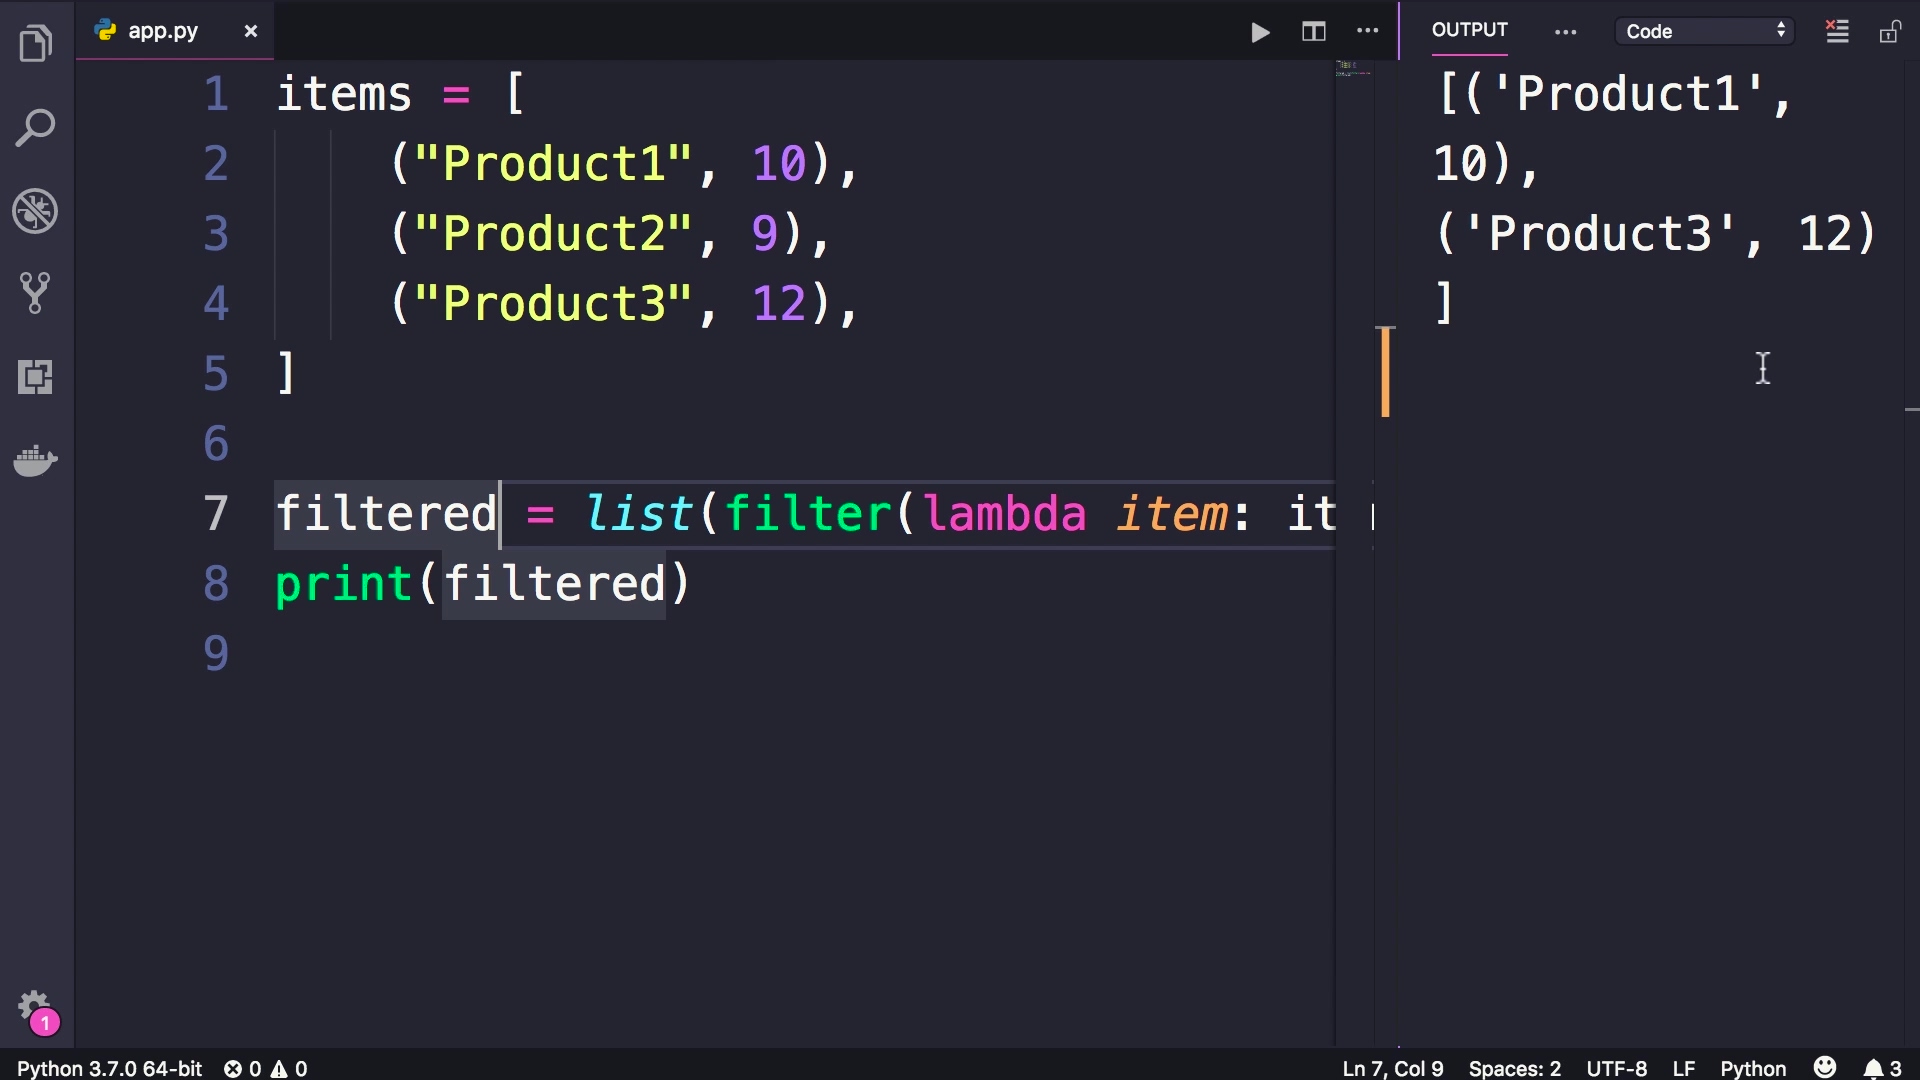 app.py
OUTPUT
Code
1 items = [
2 ("Product1", 10),
3 ("Product2", 9),
4 ("Product3", 12),
5 ]
6
7 filtered = list(filter(lambda item: it
8 print(filtered)
9
[('Product1',
10),
('Product3', 12)
]
1
Python 3.7.0 64-bit 0 0 Ln 7, Col 9 Spaces: 2 UTF-8 LF Python 3